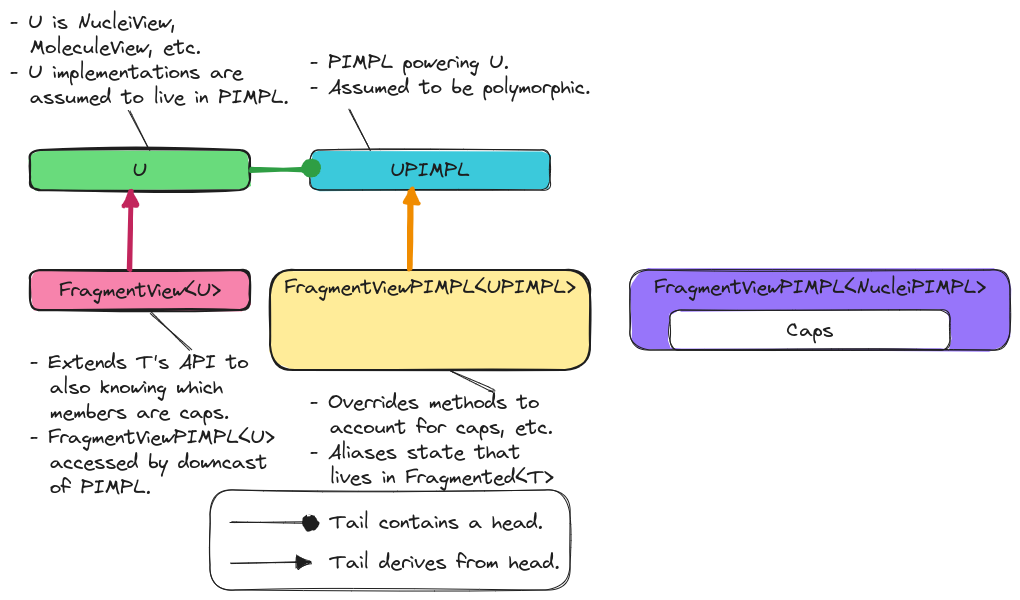 - U is NucleiView,
MoleculeView, etc.
- U implementations are
assumed to live in PIMPL.
- PIMPL powering U.
- Assumed to be polymorphic.
U
UPIMPL
FragmentView<U>
FragmentViewPIMPL<UPIMPL>
FragmentViewPIMPL<NucleiPIMPL>
Caps
- Extends T's API to
also knowing which
members are caps.
- FragmentViewPIMPL<U>
accessed by downcast
of PIMPL.
- Overrides methods to
account for caps, etc.
- Aliases state that
lives in Fragmented<T>
Tail contains a head.
Tail derives from head.